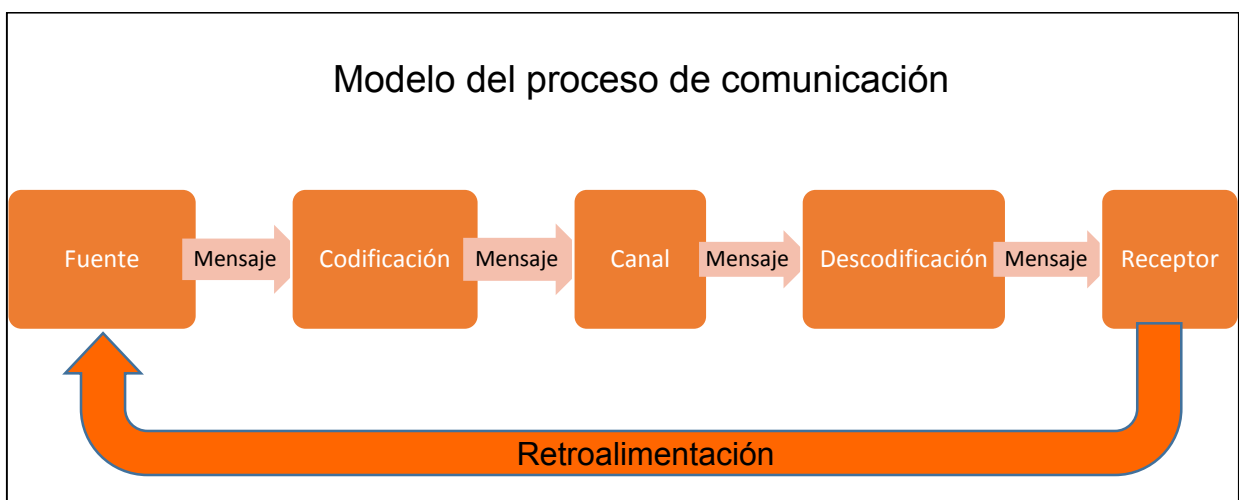 Modelo del proceso de comunicación
Fuente
Mensaje
Codificación
Mensaje
Canal
Mensaje
Descodificación
Mensaje
Receptor
Retroalimentación